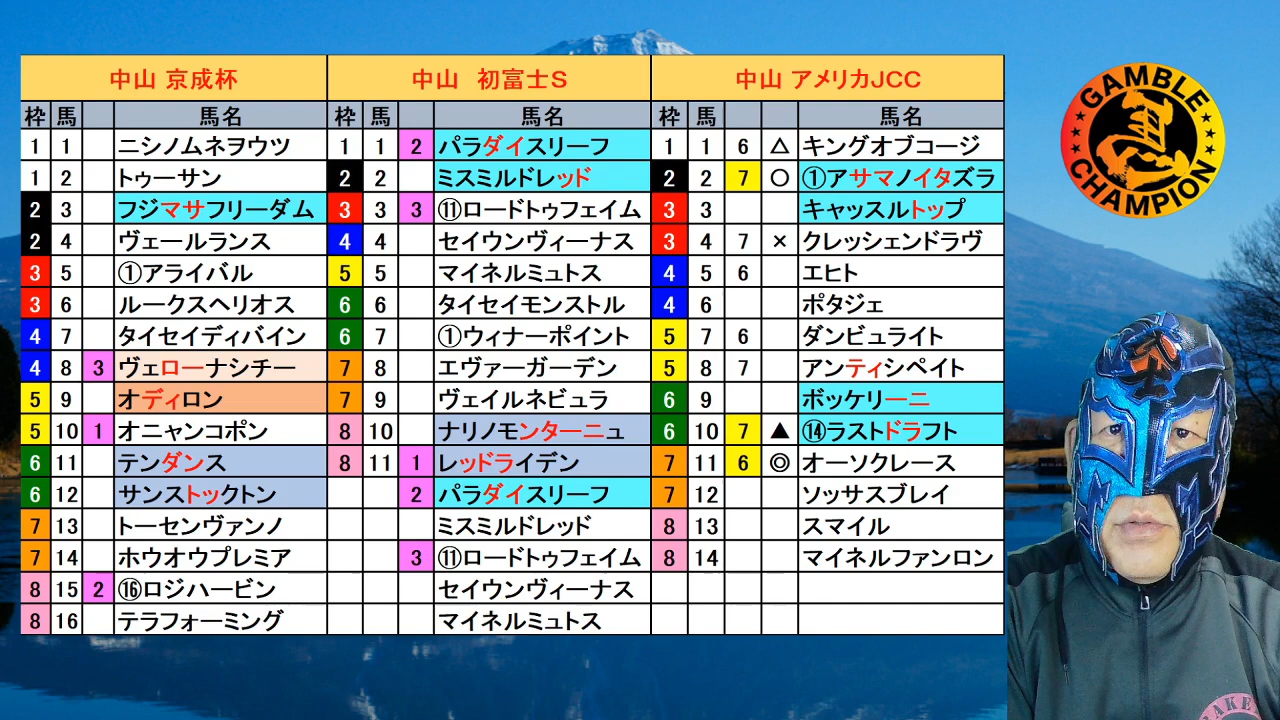 中山 京成杯 中山 初富士S 中山 アメリカJCC
枠 馬 馬名 枠 馬 馬名 枠 馬 馬名
1 1 ニシノムネヲウツ 1 1 2 パラダイスリーフ 1 1 6 △ キングオブコージ
1 2 トゥーサン 2 2 ミスミルドレッド 2 2 7 ○ ①アサマノイタズラ
2 3 フジマサフリーダム 3 3 3 ⑪ロードトゥフェイム 3 3 キャッスルトップ
2 4 ヴェールランス 4 4 セイウンヴィーナス 3 4 7 × クレッシェンドラヴ
3 5 ①アライバル 5 5 マイネルミュトス 4 5 6 エヒト
3 6 ルークスヘリオス 6 6 タイセイモンストル 4 6 ポタジェ
4 7 タイセイディバイン 6 7 ①ウィナーポイント 5 7 6 ダンビュライト
4 8 3 ヴェローナシチー 7 8 エヴァーガーデン 5 8 7 アンティシペイト
5 9 オディロン 7 9 ヴェイルネビュラ 6 9 ボッケリーニ
5 10 1 オニャンコポン 8 10 ナリノモンターニュ 6 10 7 ▲ ⑭ラストドラフト
6 11 テンダンス 8 11 1 レッドライデン 7 11 6 ◎ オーソクレース
6 12 サンストックトン 2 パラダイスリーフ 7 12 ソッサスブレイ
7 13 トーセンヴァンノ ミスミルドレッド 8 13 スマイル
7 14 ホウオウプレミア 3 ⑪ロードトゥフェイム 8 14 マイネルファンロン
8 15 2 ⑯ロジハービン セイウンヴィーナス
8 16 テラフォーミング マイネルミュトス
GAMBLE
CHAMPION